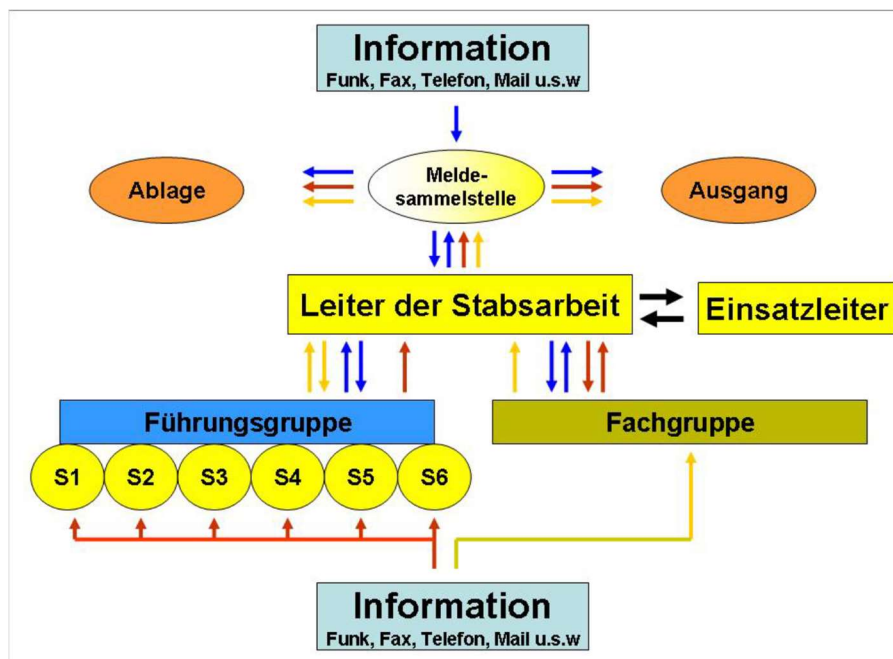 Information
Funk, Fax, Telefon, Mail u.s.w
Ablage
Melde-
sammelstelle
Ausgang
Leiter der Stabsarbeit
Einsatzleiter
Führungsgruppe
Fachgruppe
S1 S2 S3 S4 S5 S6
Information
Funk, Fax, Telefon, Mail u.s.w